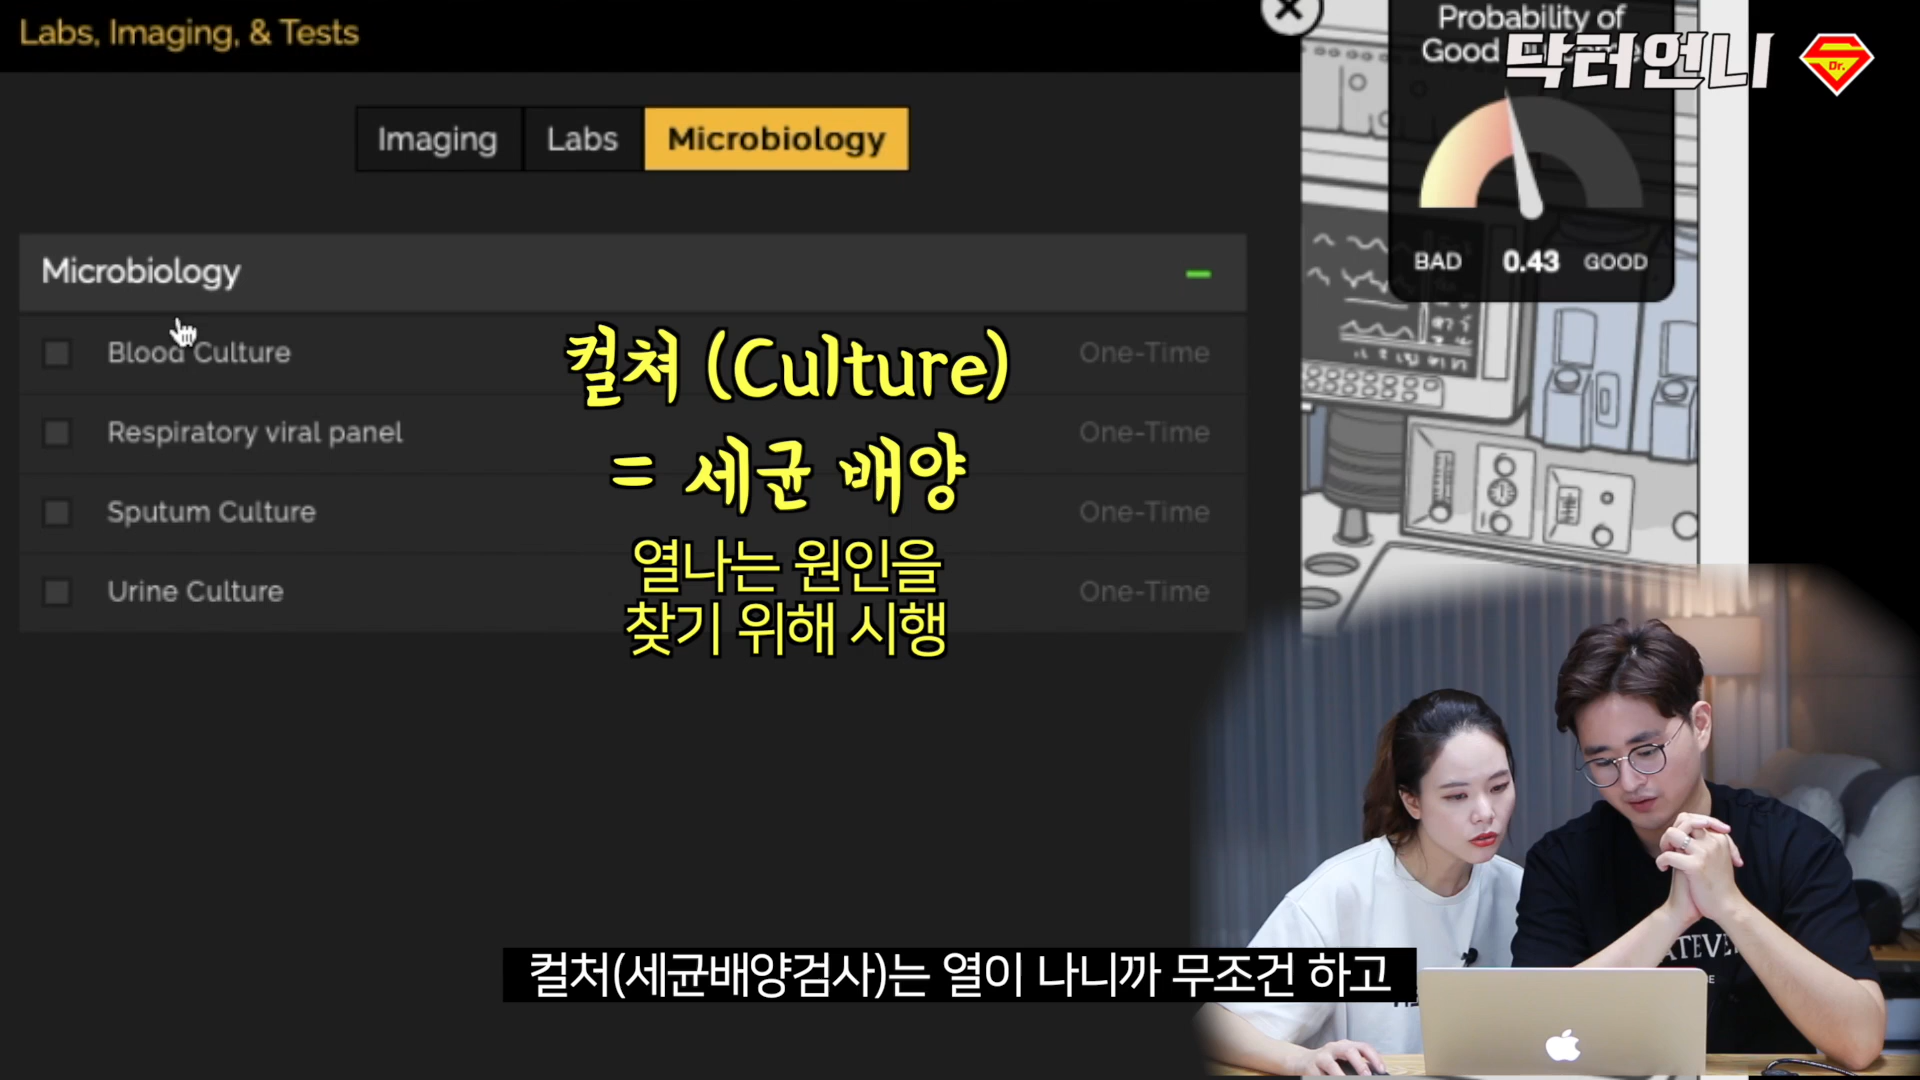 Labs, Imaging, & Tests
Probability of
Good
닥터언니
Dr.
Imaging
Labs
Microbiology
BAD
0.43
GOOD
Microbiology
Blood Culture
One-Time
Respiratory viral panel
One-Time
Sputum Culture
One-Time
Urine Culture
One-Time
컬쳐 (Culture)
= 세균 배양
열나는 원인을
찾기 위해 시행
컬처(세균배양검사)는 열이 나니까 무조건 하고